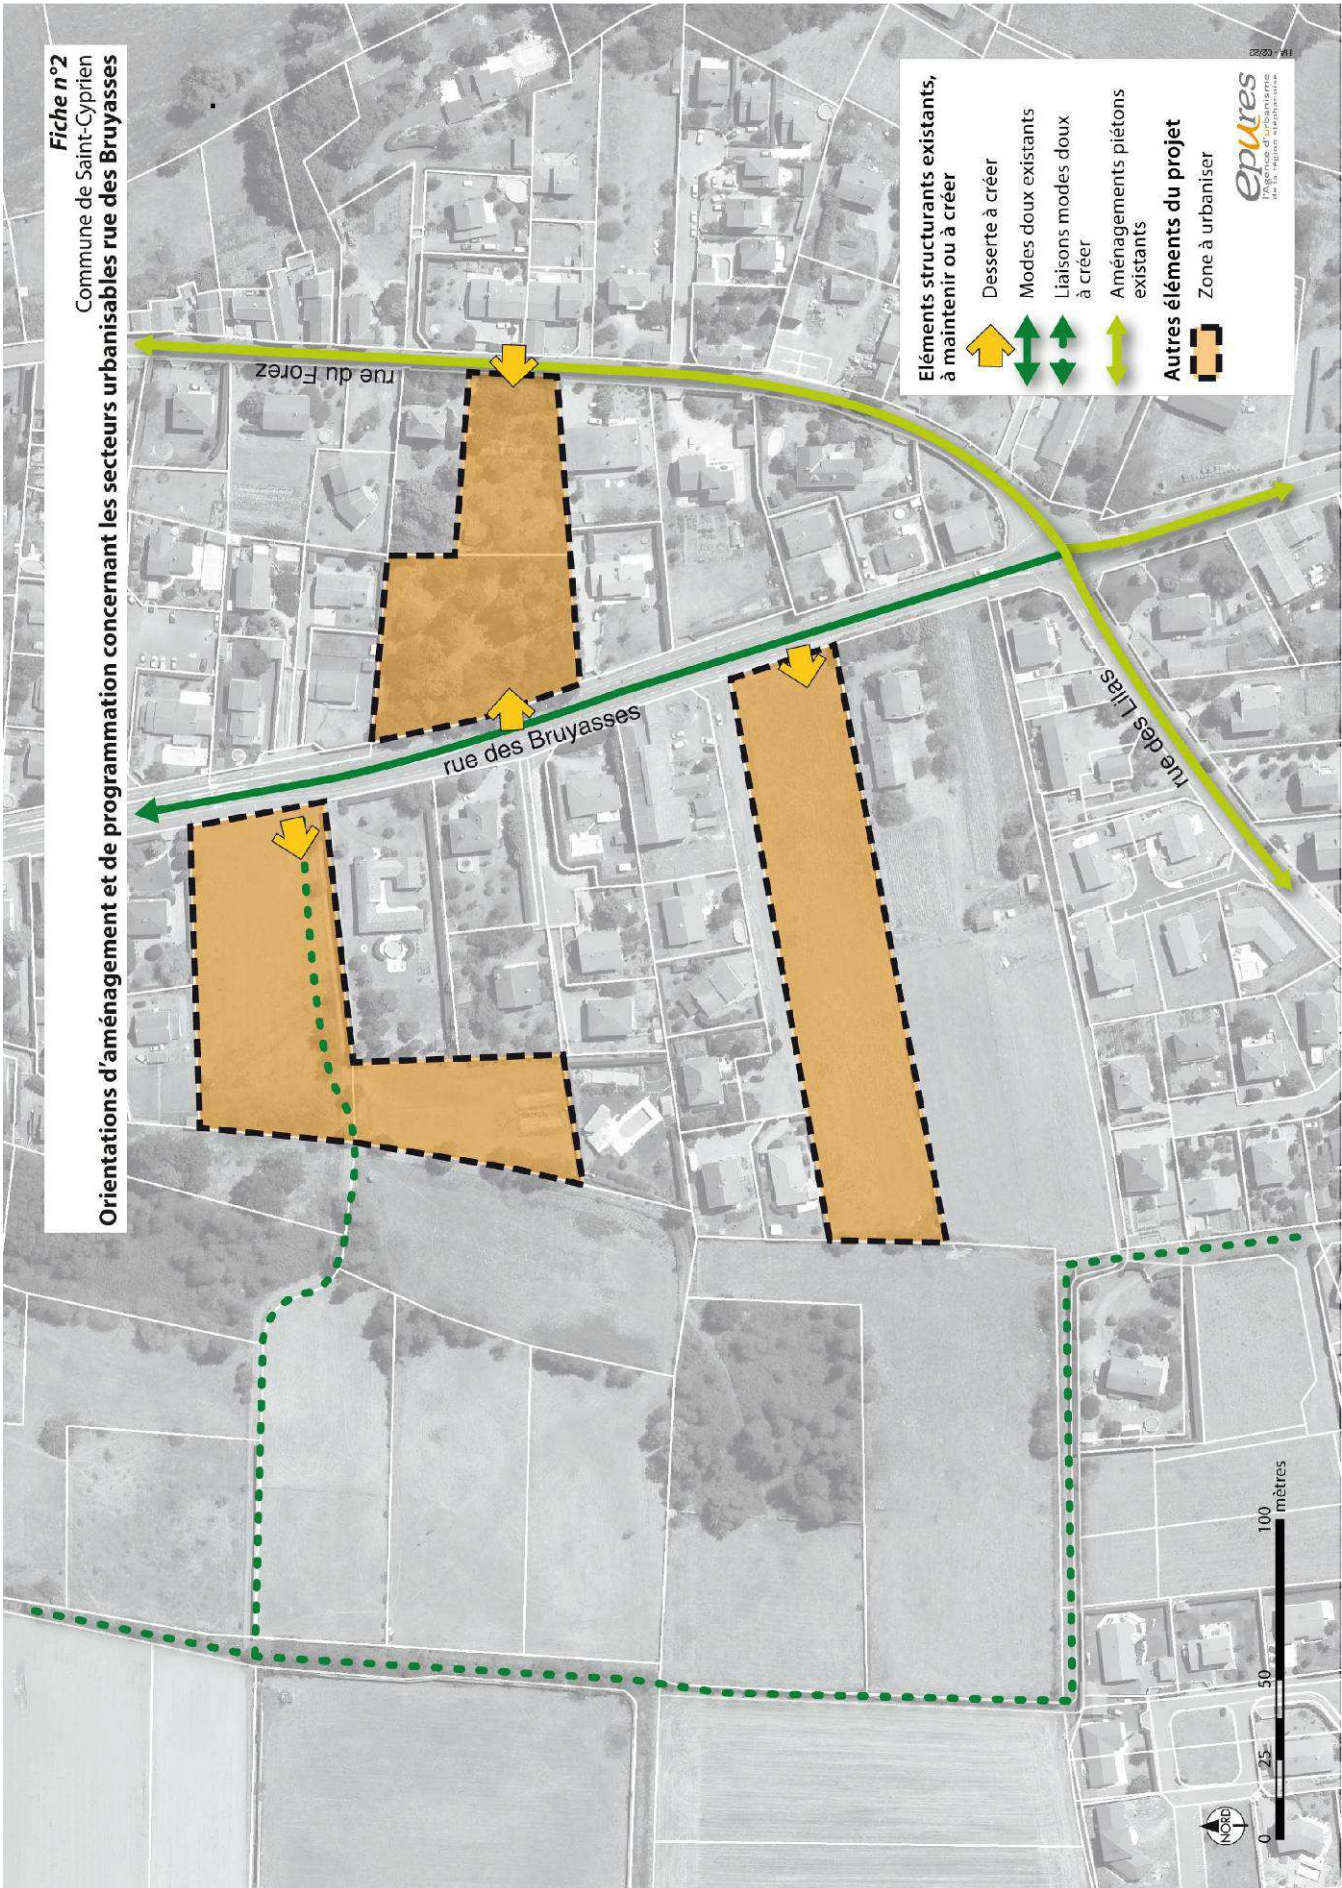 Fiche n°2
Commune de Saint-Cyprien
Orientations d'aménagement et de programmation concernant les secteurs urbanisables rue des Bruyasses
rue du Forez
rue des Bruyasses
rue des Lilas
Eléments structurants existants,
à maintenir ou à créer
Desserte à créer
Modes doux existants
Liaisons modes doux
à créer
Aménagements piétons
existants
Autres éléments du projet
Zone à urbaniser
epures
l'Agence d'urbanisme
de la région stéphanoise
NORD
0 25 50 100
mètres